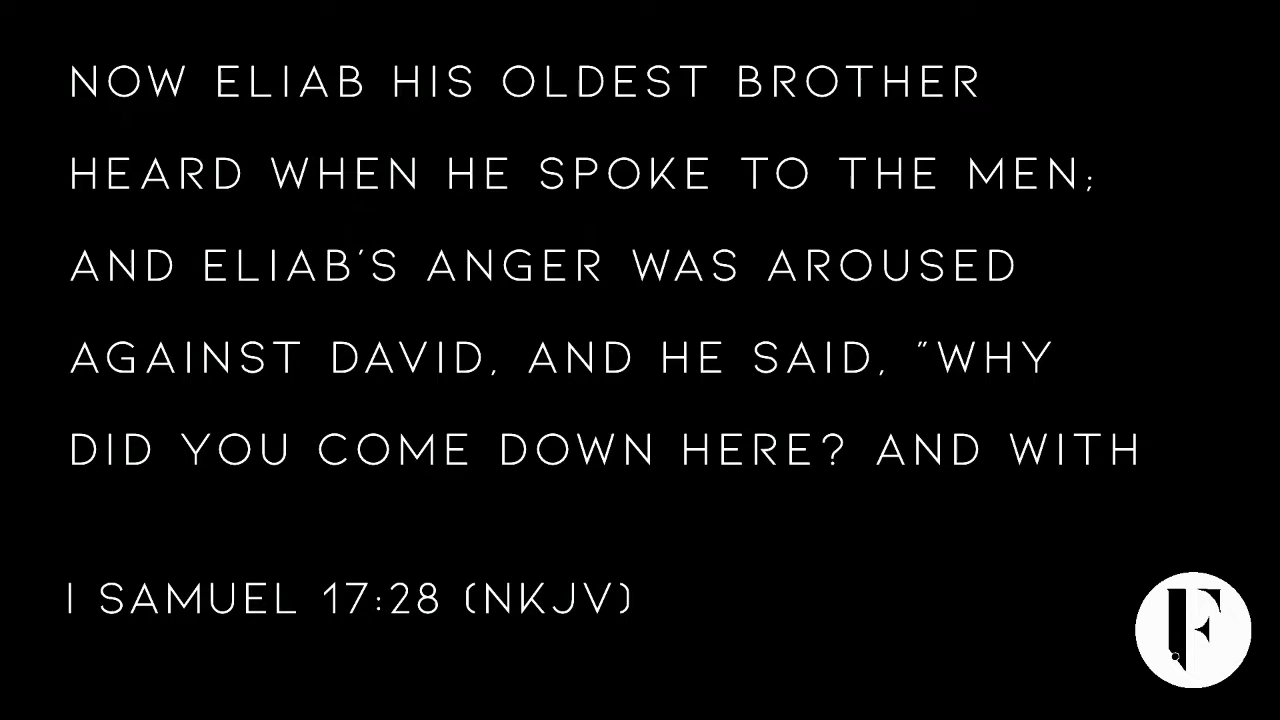 NOW ELIAB HIS OLDEST BROTHER
HEARD WHEN HE SPOKE TO THE MEN;
AND ELIAB'S ANGER WAS AROUSED
AGAINST DAVID, AND HE SAID, "WHY
DID YOU COME DOWN HERE? AND WITH
I SAMUEL 17:28 (NKJV)
F